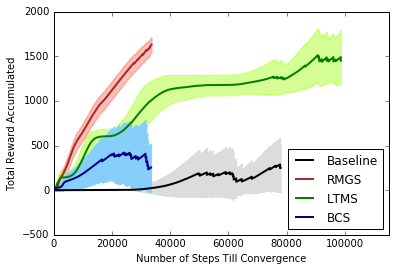 2000
1500
1000
500
0
−500
Total Reward Accumulated
Baseline
RMGS
LTMS
BCS
0 20000 40000 60000 80000 100000
Number of Steps Till Convergence